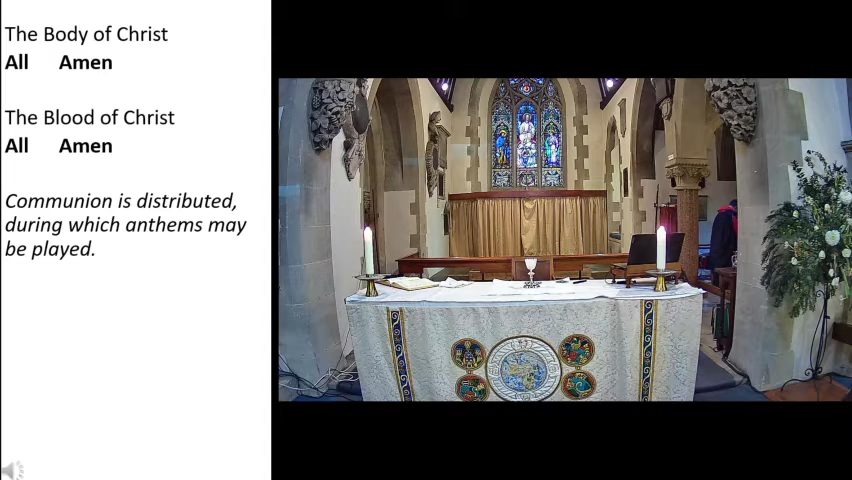 The Body of Christ
All Amen
The Blood of Christ
All Amen
Communion is distributed,
during which anthems may
be played.